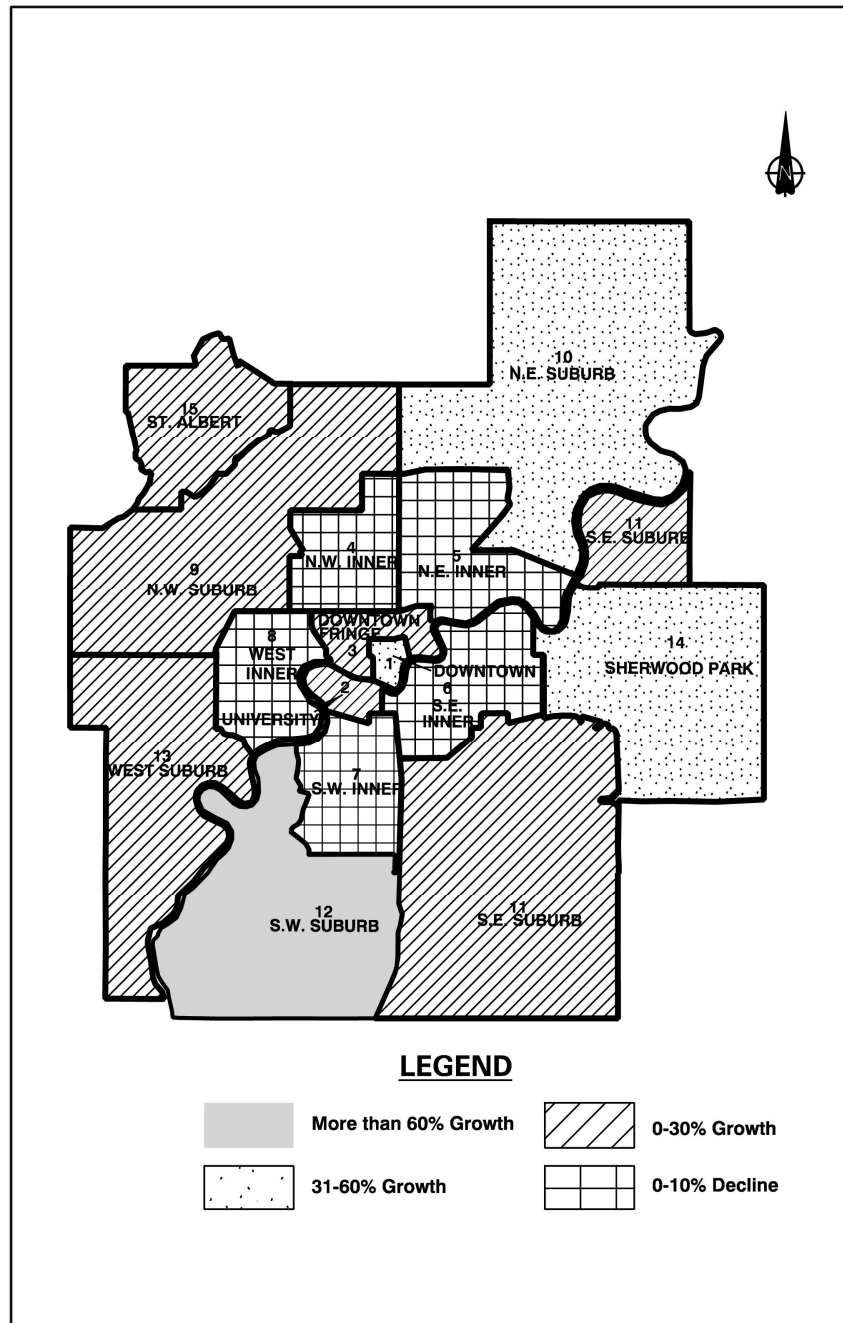 N
10
N.E. SUBURB
15
ST. ALBERT
11
S.E. SUBURB
4
N.W. INNER
5
N.E. INNER
9
N.W. SUBURB
DOWNTOWN
FRINGE
3
8
WEST
INNER
1
DOWNTOWN
14
SHERWOOD PARK
2
UNIVERSITY
6
S.E.
INNER
13
WEST SUBURB
7
S.W. INNER
12
S.W. SUBURB
11
S.E. SUBURB
LEGEND
More than 60% Growth
0-30% Growth
31-60% Growth
0-10% Decline